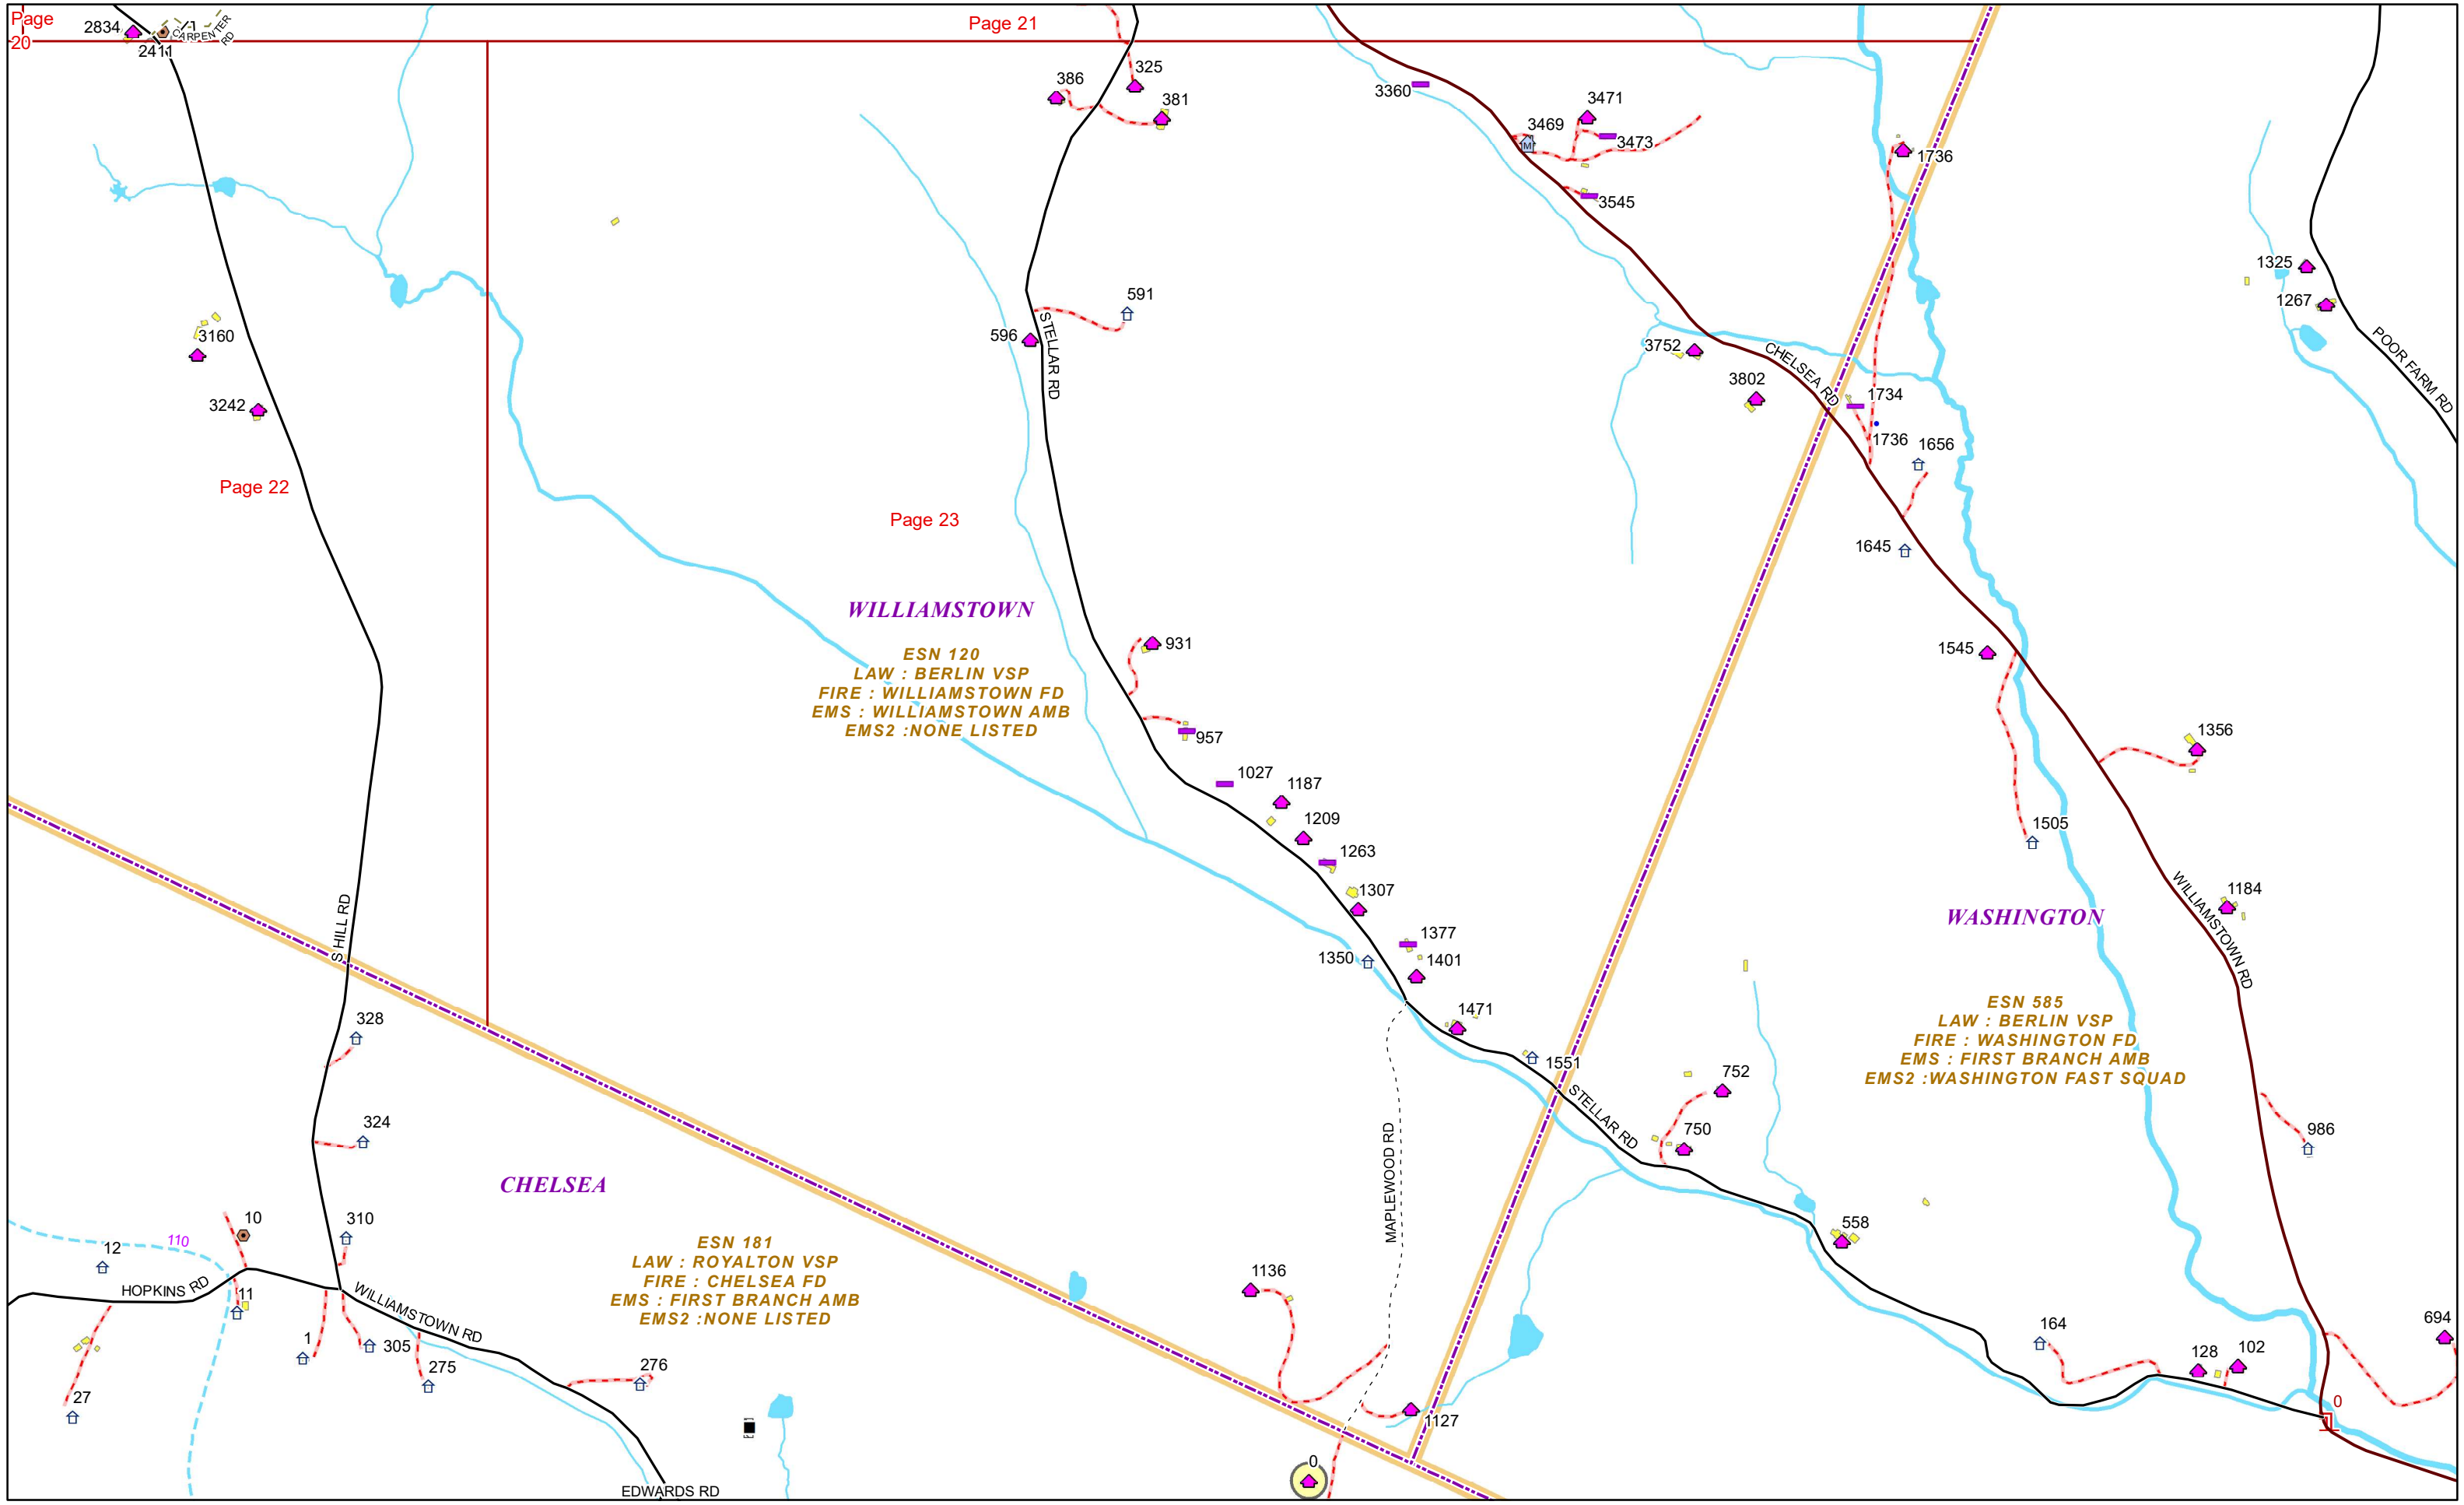 Page
20
Page 21
2834
2411
CARPENTER
RD
386
325
381
3360
3471
3469
3473
3545
1736
1325
1267
POOR FARM RD
3160
3242
591
596
STELLAR RD
3752
CHELSEA RD
3802
1734
1736
1656
1645
Page 22
Page 23
WILLIAMSTOWN
ESN 120
LAW : BERLIN VSP
FIRE : WILLIAMSTOWN FD
EMS : WILLIAMSTOWN AMB
EMS2 :NONE LISTED
931
957
1027
1187
1209
1263
1307
1377
1350
1401
1471
1551
1545
1356
1505
1184
WILLIAMSTOWN RD
WASHINGTON
ESN 585
LAW : BERLIN VSP
FIRE : WASHINGTON FD
EMS : FIRST BRANCH AMB
EMS2 :WASHINGTON FAST SQUAD
S HILL RD
328
324
STELLAR RD
752
750
986
MAPLEWOOD RD
CHELSEA
ESN 181
LAW : ROYALTON VSP
FIRE : CHELSEA FD
EMS : FIRST BRANCH AMB
EMS2 :NONE LISTED
10
12
110
310
HOPKINS RD
11
WILLIAMSTOWN RD
1
305
275
276
27
EDWARDS RD
1136
1127
0
558
164
128
102
694
0